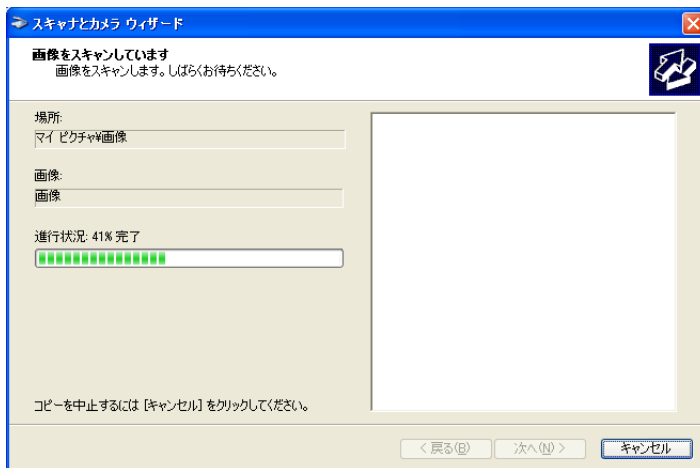 スキャナとカメラ ウィザード
画像をスキャンしています
画像をスキャンします。しばらくお待ちください。
場所:
マイ ピクチャ¥画像
画像:
画像
進行状況: 41% 完了
コピーを中止するには [キャンセル] をクリックしてください。
< 戻る(B)
次へ(N) >
キャンセル